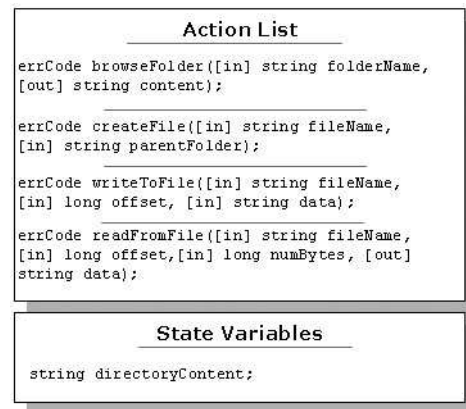 Action List
errCode browseFolder([in] string folderName,
[out] string content);
errCode createFile([in] string fileName,
[in] string parentFolder);
errCode writeToFile([in] string fileName,
[in] long offset, [in] string data);
errCode readFromFile([in] string fileName,
[in] long offset,[in] long numBytes, [out]
string data);
State Variables
string directoryContent;